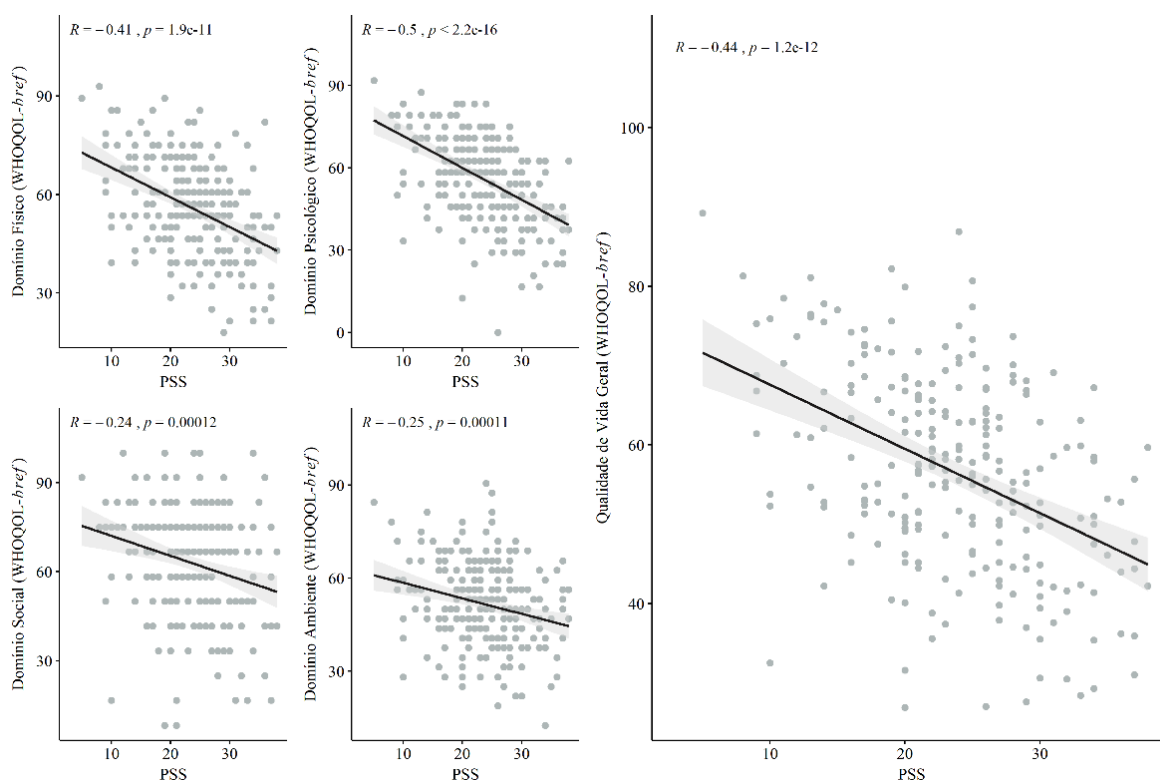 R = −0.41 , p = 1.9e-11
Domínio Físico (WHOQOL-bref)
90
60
30
10
20
30
PSS
R = −0.5 , p < 2.2e-16
Domínio Psicológico (WHOQOL-bref)
90
60
30
0
10
20
30
PSS
R − −0.24 , p − 0.00012
Domínio Social (WHOQOL-bref)
90
60
30
10
20
30
PSS
R − −0.25 , p − 0.00011
Domínio Ambiente (WHOQOL-bref)
90
60
30
10
20
30
PSS
R − −0.44 , p − 1.2e-12
Qualidade de Vida Geral (WHOQOL-bref)
100
80
60
40
10
20
30
PSS